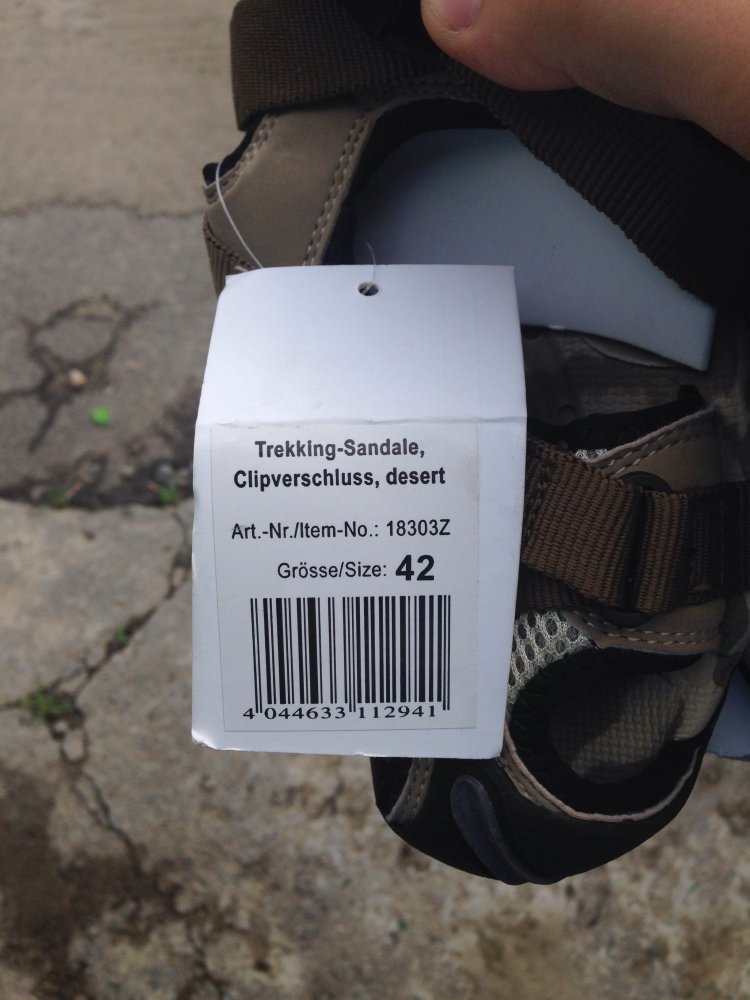 Trekking-Sandale,
Clipverschluss, desert
Art.-Nr./Item-No.: 18303Z
Grösse/Size: 42
4 044633 112941